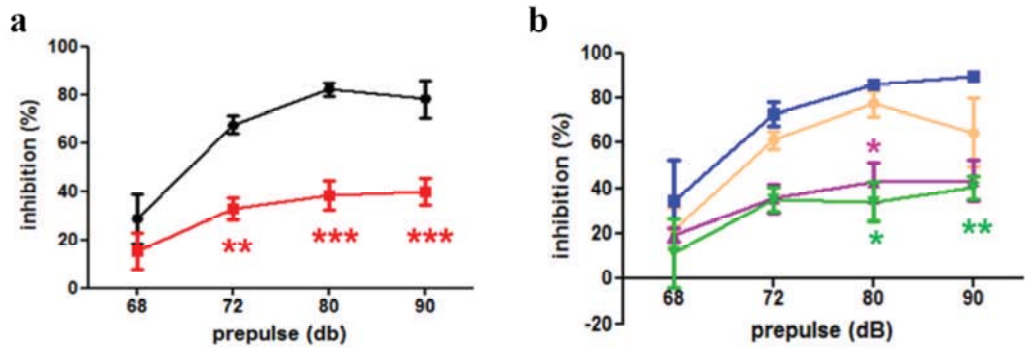 a
100
80
60
40
20
0
inhibition (%)
** *** ***
68 72 80 90
prepulse (db)
b
100
80
60
40
20
0
-20
inhibition (%)
*
* **
68 72 80 90
prepulse (dB)